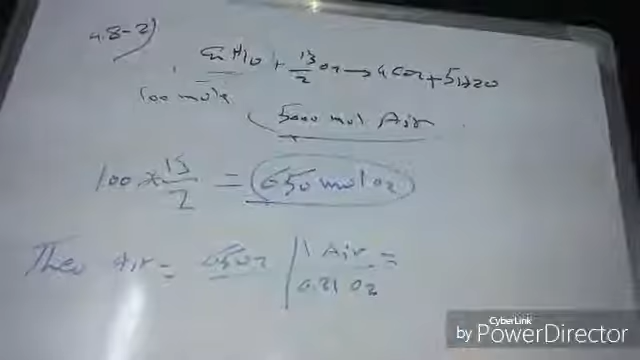 4.8-2)
C4H10 + 13/2 O2 → 4CO2 + 5H2O
100 mole
5000 mol Air
100 * 13/2 = 650 mol O2
Theo Air = 650 O2 | 1 Air / 0.21 O2 =
CyberLink
by PowerDirector